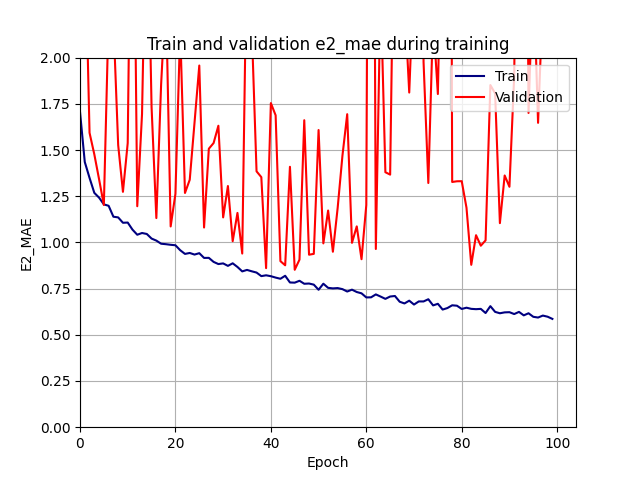 Train and validation e2_mae during training
2.00
1.75
1.50
1.25
1.00
0.75
0.50
0.25
0.00
E2_MAE
Train
Validation
0 20 40 60 80 100
Epoch